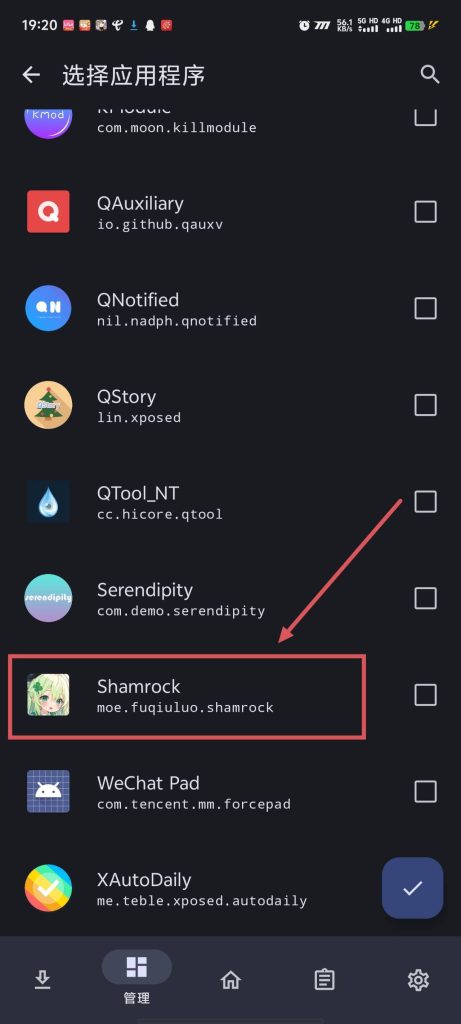 19:20
56.1 KB/s 5G HD 4G HD 78
选择应用程序
KModule
com.moon.killmodule
QAuxiliary
io.github.qauxv
QNotified
nil.nadph.qnotified
QStory
lin.xposed
QTool_NT
cc.hicore.qtool
Serendipity
com.demo.serendipity
Shamrock
moe.fuqiuluo.shamrock
WeChat Pad
com.tencent.mm.forcepad
XAutoDaily
me.teble.xposed.autodaily
管理